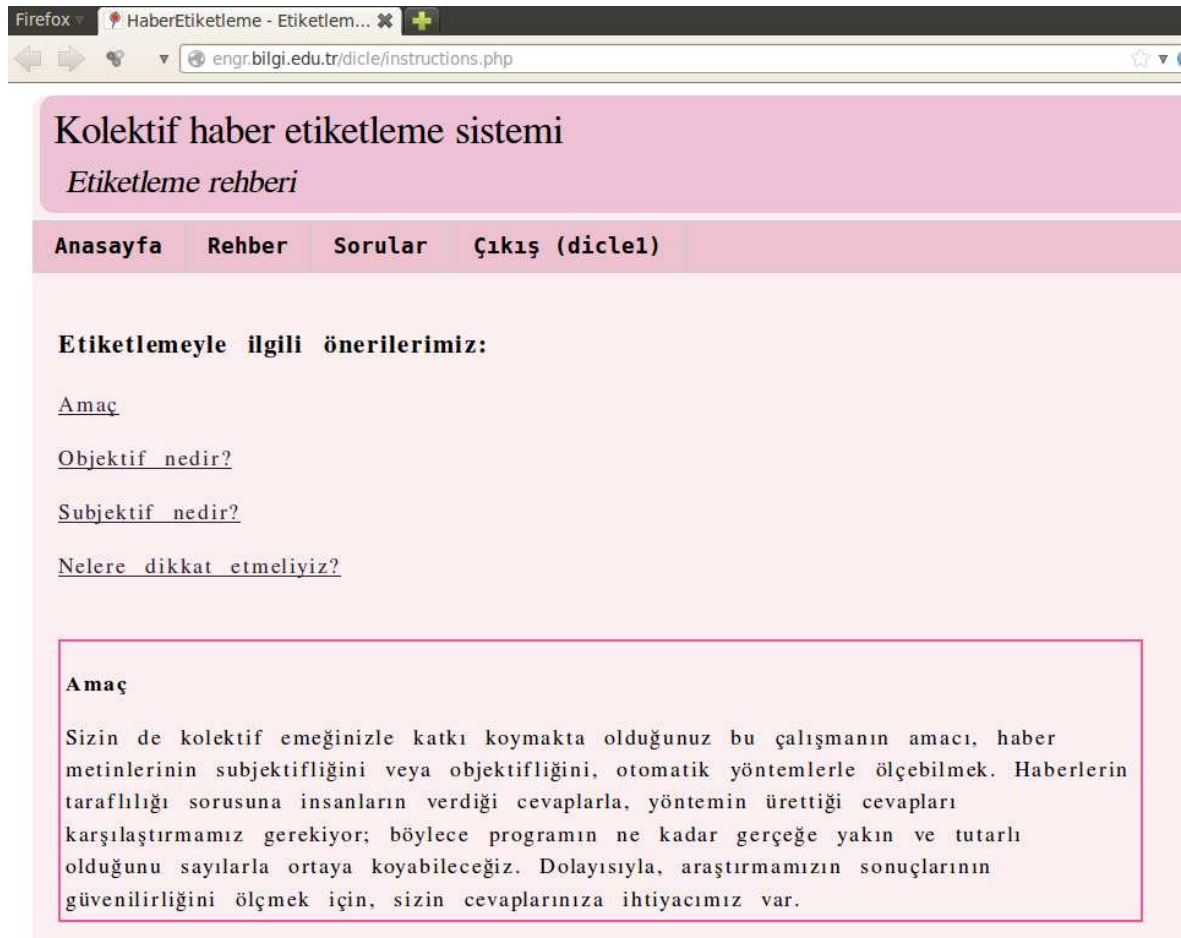 Firefox
HaberEtiketleme - Etiketlem...
engr.bilgi.edu.tr/dicle/instructions.php
Kolektif haber etiketleme sistemi
Etiketleme rehberi
Anasayfa Rehber Sorular Çıkış (dicle1)
Etiketlemeyle ilgili önerilerimiz:
Amaç
Objektif nedir?
Subjektif nedir?
Nelere dikkat etmeliyiz?
Amaç
Sizin de kolektif emeğinizle katkı koymakta olduğunuz bu çalışmanın amacı, haber
metinlerinin subjektifliğini veya objektifliğini, otomatik yöntemlerle ölçebilmek. Haberlerin
taraflılığı sorusuna insanların verdiği cevaplarla, yöntemin ürettiği cevapları
karşılaştırmamız gerekiyor; böylece programın ne kadar gerçeğe yakın ve tutarlı
olduğunu sayılarla ortaya koyabileceğiz. Dolayısıyla, araştırmamızın sonuçlarının
güvenilirliğini ölçmek için, sizin cevaplarınıza ihtiyacımız var.